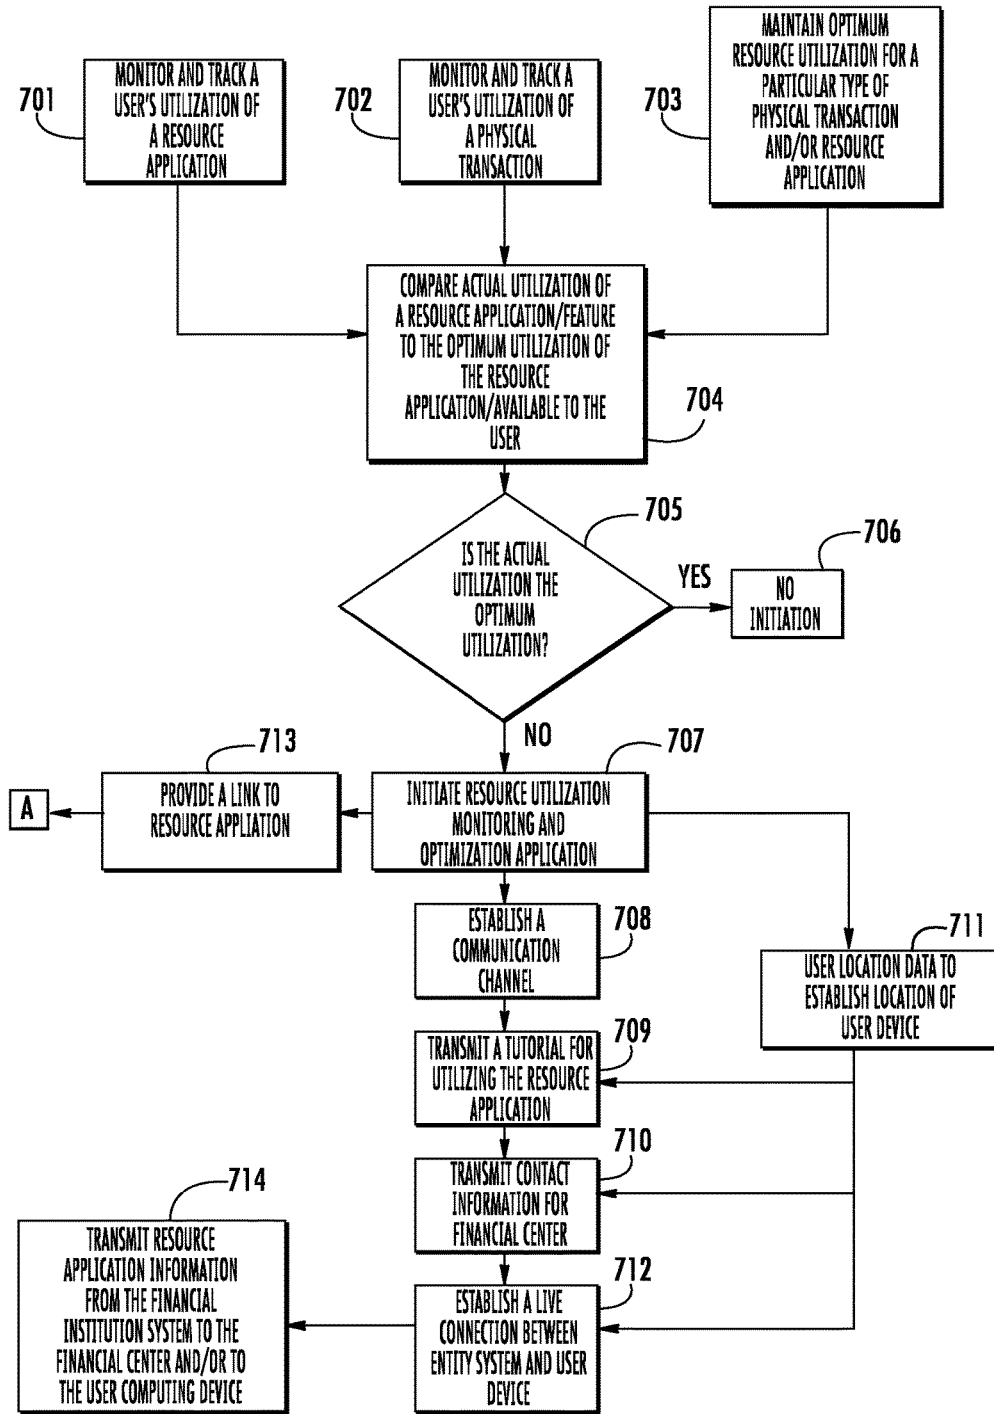 701
MONITOR AND TRACK A
USER'S UTILIZATION OF
A RESOURCE
APPLICATION
702
MONITOR AND TRACK A
USER'S UTILIZATION OF
A PHYSICAL
TRANSACTION
703
MAINTAIN OPTIMUM
RESOURCE UTILIZATION FOR A
PARTICULAR TYPE OF
PHYSICAL TRANSACTION
AND/OR RESOURCE
APPLICATION
COMPARE ACTUAL UTILIZATION OF
A RESOURCE APPLICATION/FEATURE
TO THE OPTIMUM UTILIZATION OF
THE RESOURCE
APPLICATION/AVAILABLE TO THE
USER
704
705
IS THE ACTUAL
UTILIZATION THE
OPTIMUM
UTILIZATION?
YES
706
NO
INITIATION
NO
707
INITIATE RESOURCE UTILIZATION
MONITORING AND
OPTIMIZATION APPLICATION
713
PROVIDE A LINK TO
RESOURCE APPLIATION
A
708
ESTABLISH A
COMMUNICATION
CHANNEL
711
USER LOCATION DATA TO
ESTABLISH LOCATION OF
USER DEVICE
709
TRANSMIT A TUTORIAL FOR
UTILIZING THE RESOURCE
APPLICATION
710
TRANSMIT CONTACT
INFORMATION FOR
FINANCIAL CENTER
712
ESTABLISH A LIVE
CONNECTION BETWEEN
ENTITY SYSTEM AND USER
DEVICE
714
TRANSMIT RESOURCE
APPLICATION INFORMATION
FROM THE FINANCIAL
INSTITUTION SYSTEM TO THE
FINANCIAL CENTER AND/OR TO
THE USER COMPUTING DEVICE